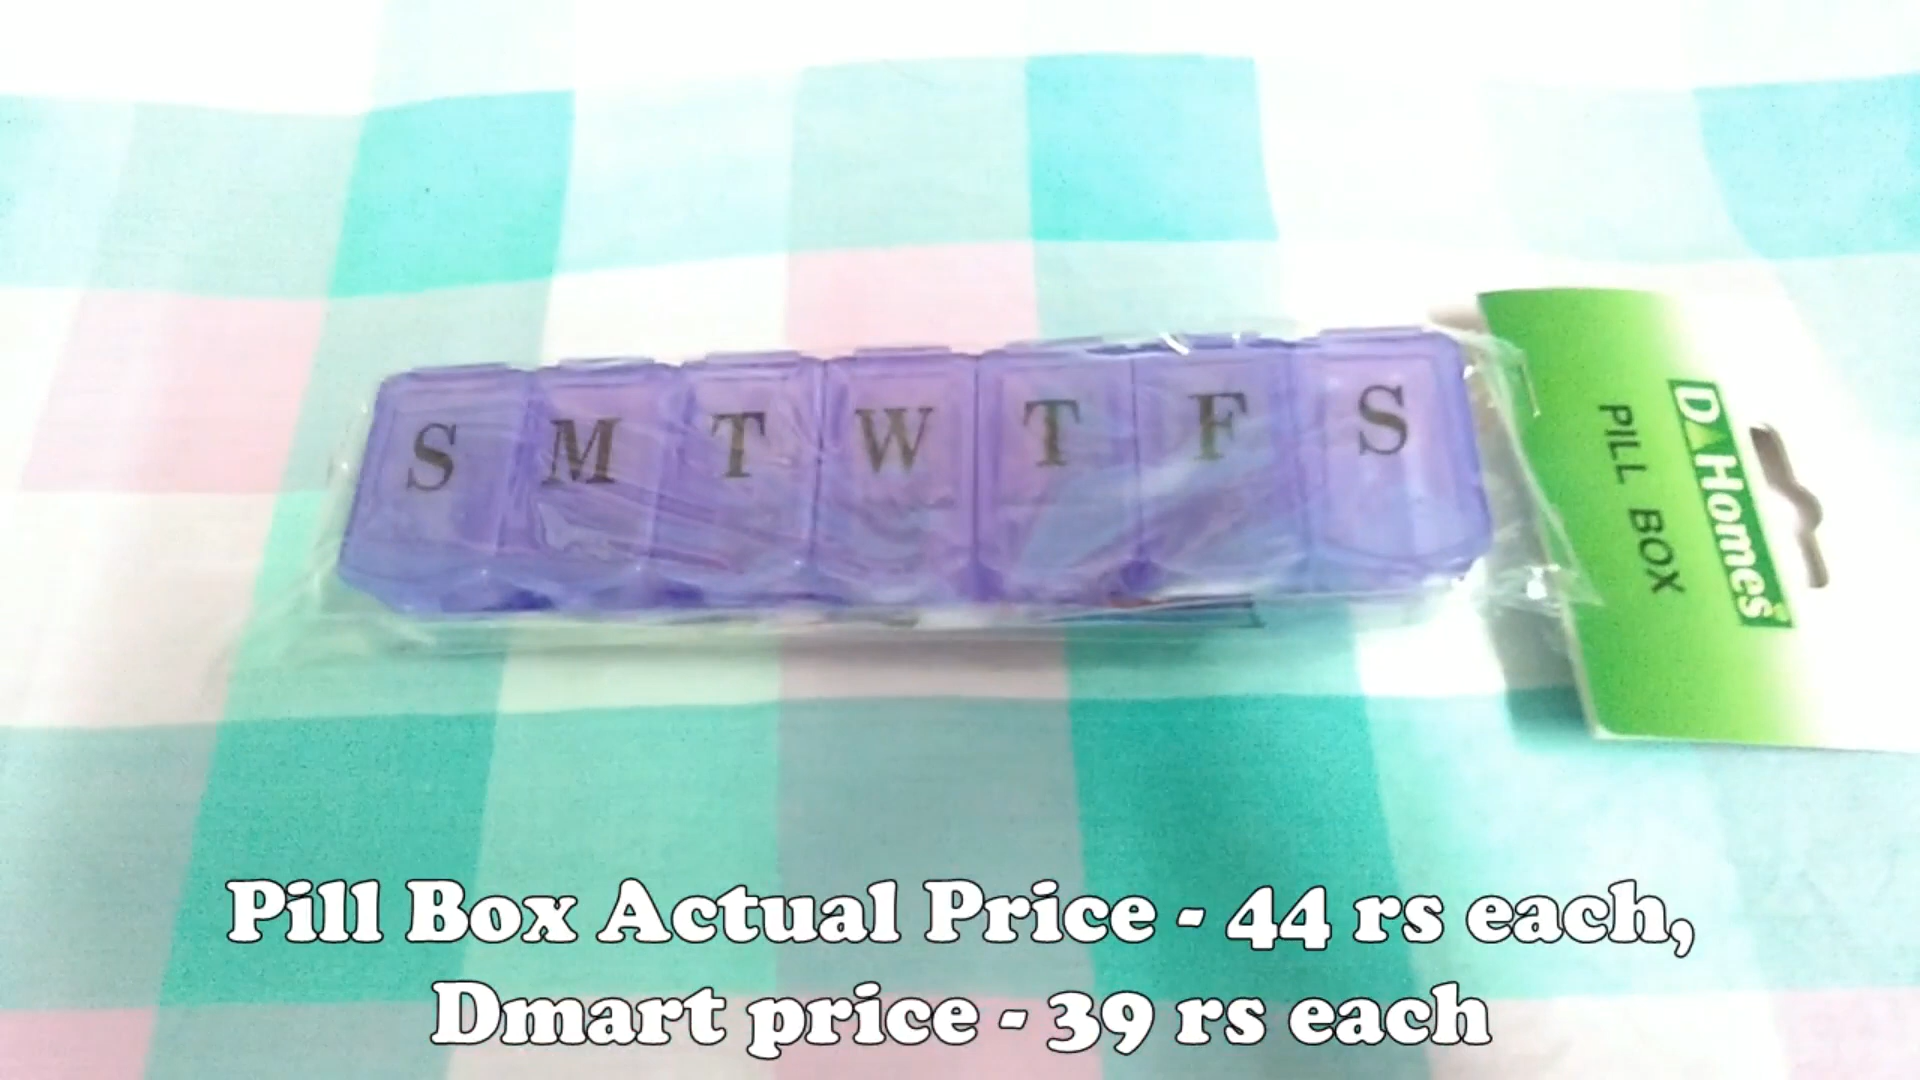 S M T W T F S
D Homes
PILL BOX
Pill Box Actual Price - 44 rs each,
Dmart price - 39 rs each